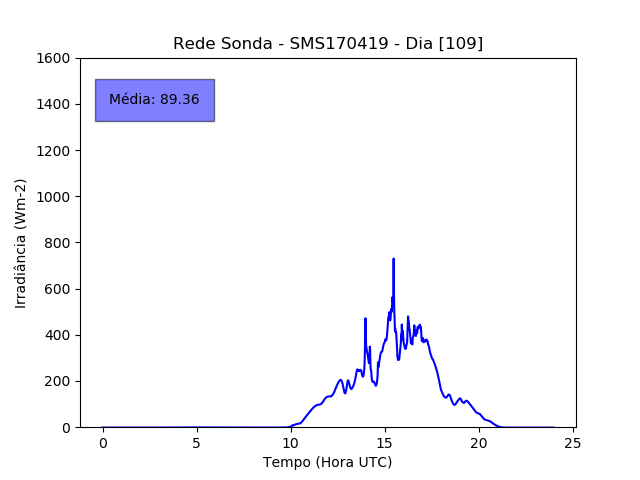 Rede Sonda - SMS170419 - Dia [109]
1600
1400
1200
1000
800
600
400
200
0
Média: 89.36
Irradiância (Wm-2)
0 5 10 15 20 25
Tempo (Hora UTC)